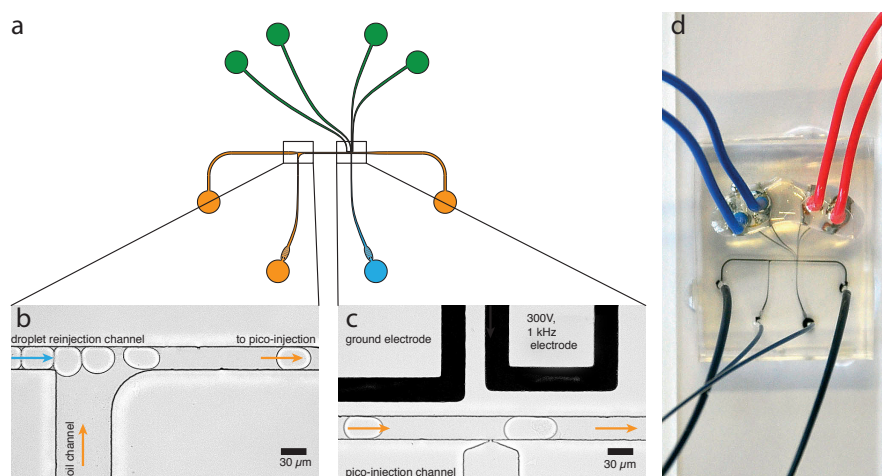 a
d
b
droplet reinjection channel
to pico-injection
oil channel
30 µm
c
ground electrode
300V,
1 kHz
electrode
pico-injection channel
30 µm